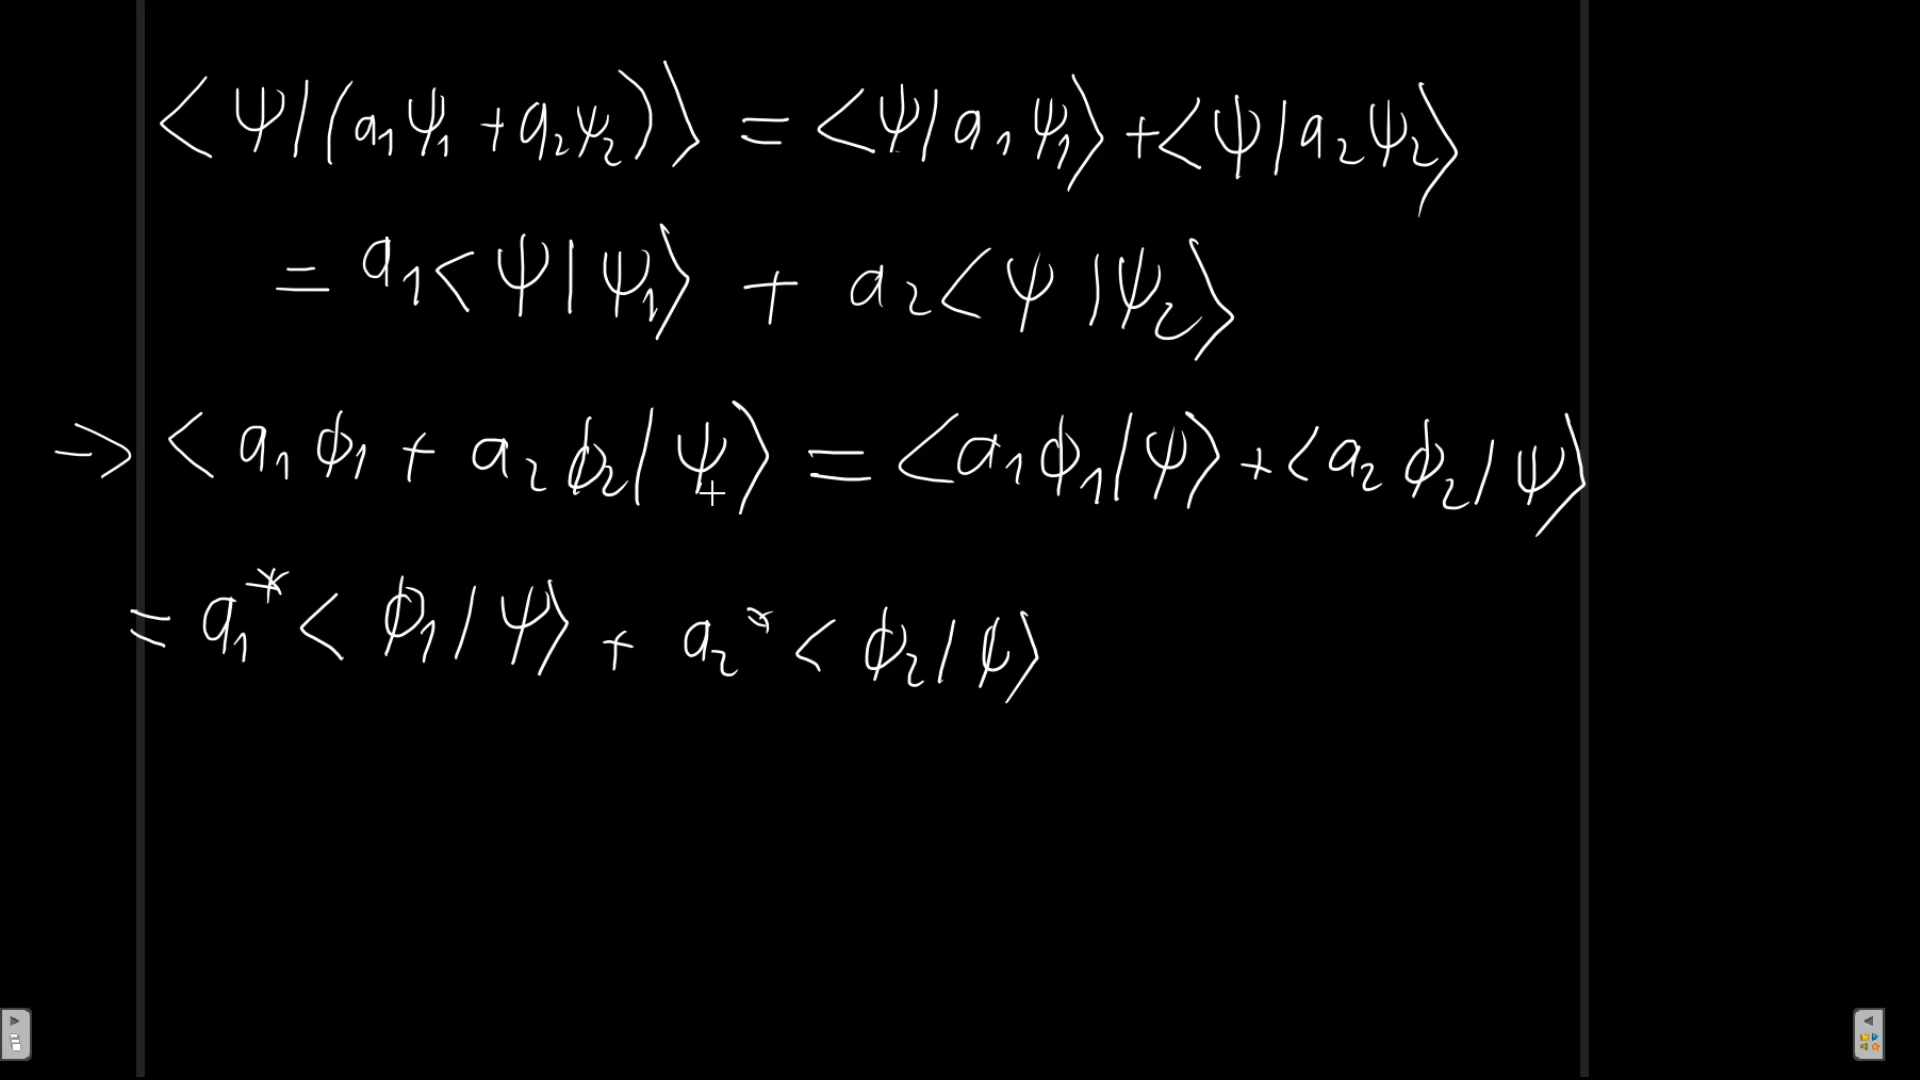 ⟨ψ|(a₁ψ₁ + a₂ψ₂)⟩ = ⟨ψ|a₁ψ₁⟩ + ⟨ψ|a₂ψ₂⟩
= a₁⟨ψ|ψ₁⟩ + a₂⟨ψ|ψ₂⟩
-> ⟨a₁ϕ₁ + a₂ϕ₂|ψ⟩ = ⟨a₁ϕ₁|ψ⟩ + ⟨a₂ϕ₂|ψ⟩
= a₁*⟨ϕ₁|ψ⟩ + a₂*⟨ϕ₂|ψ⟩